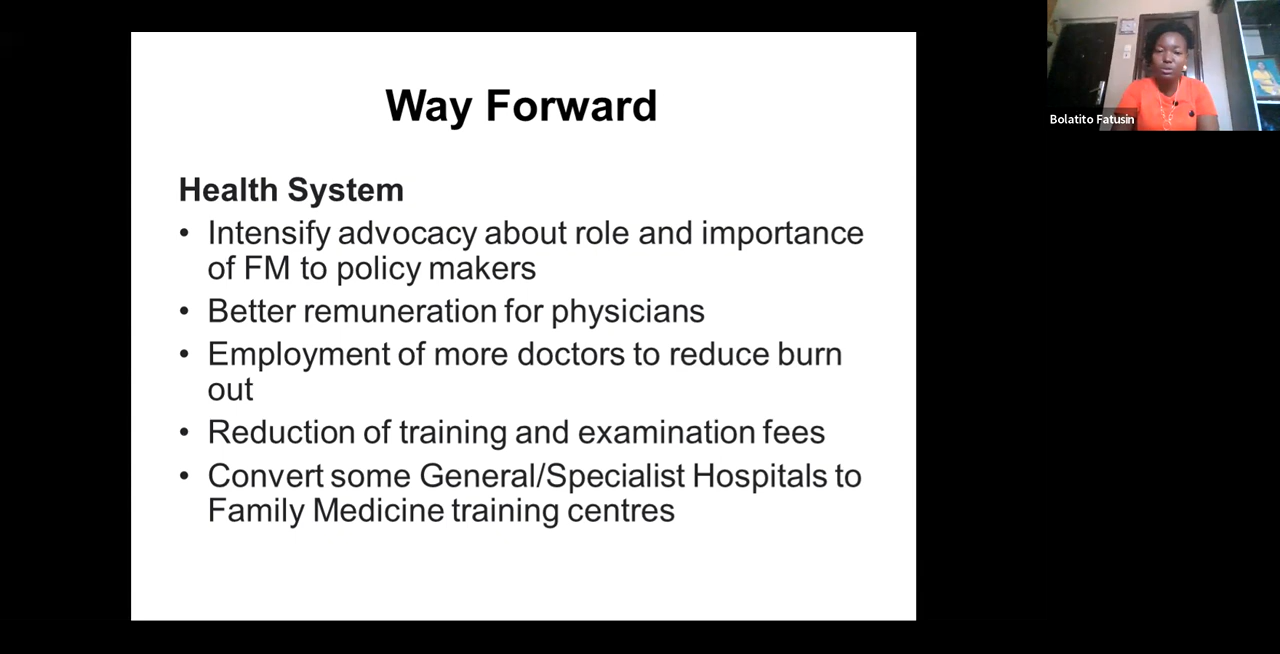 Way Forward
Health System
• Intensify advocacy about role and importance
of FM to policy makers
• Better remuneration for physicians
• Employment of more doctors to reduce burn
out
• Reduction of training and examination fees
• Convert some General/Specialist Hospitals to
Family Medicine training centres
Bolatito Fatusin